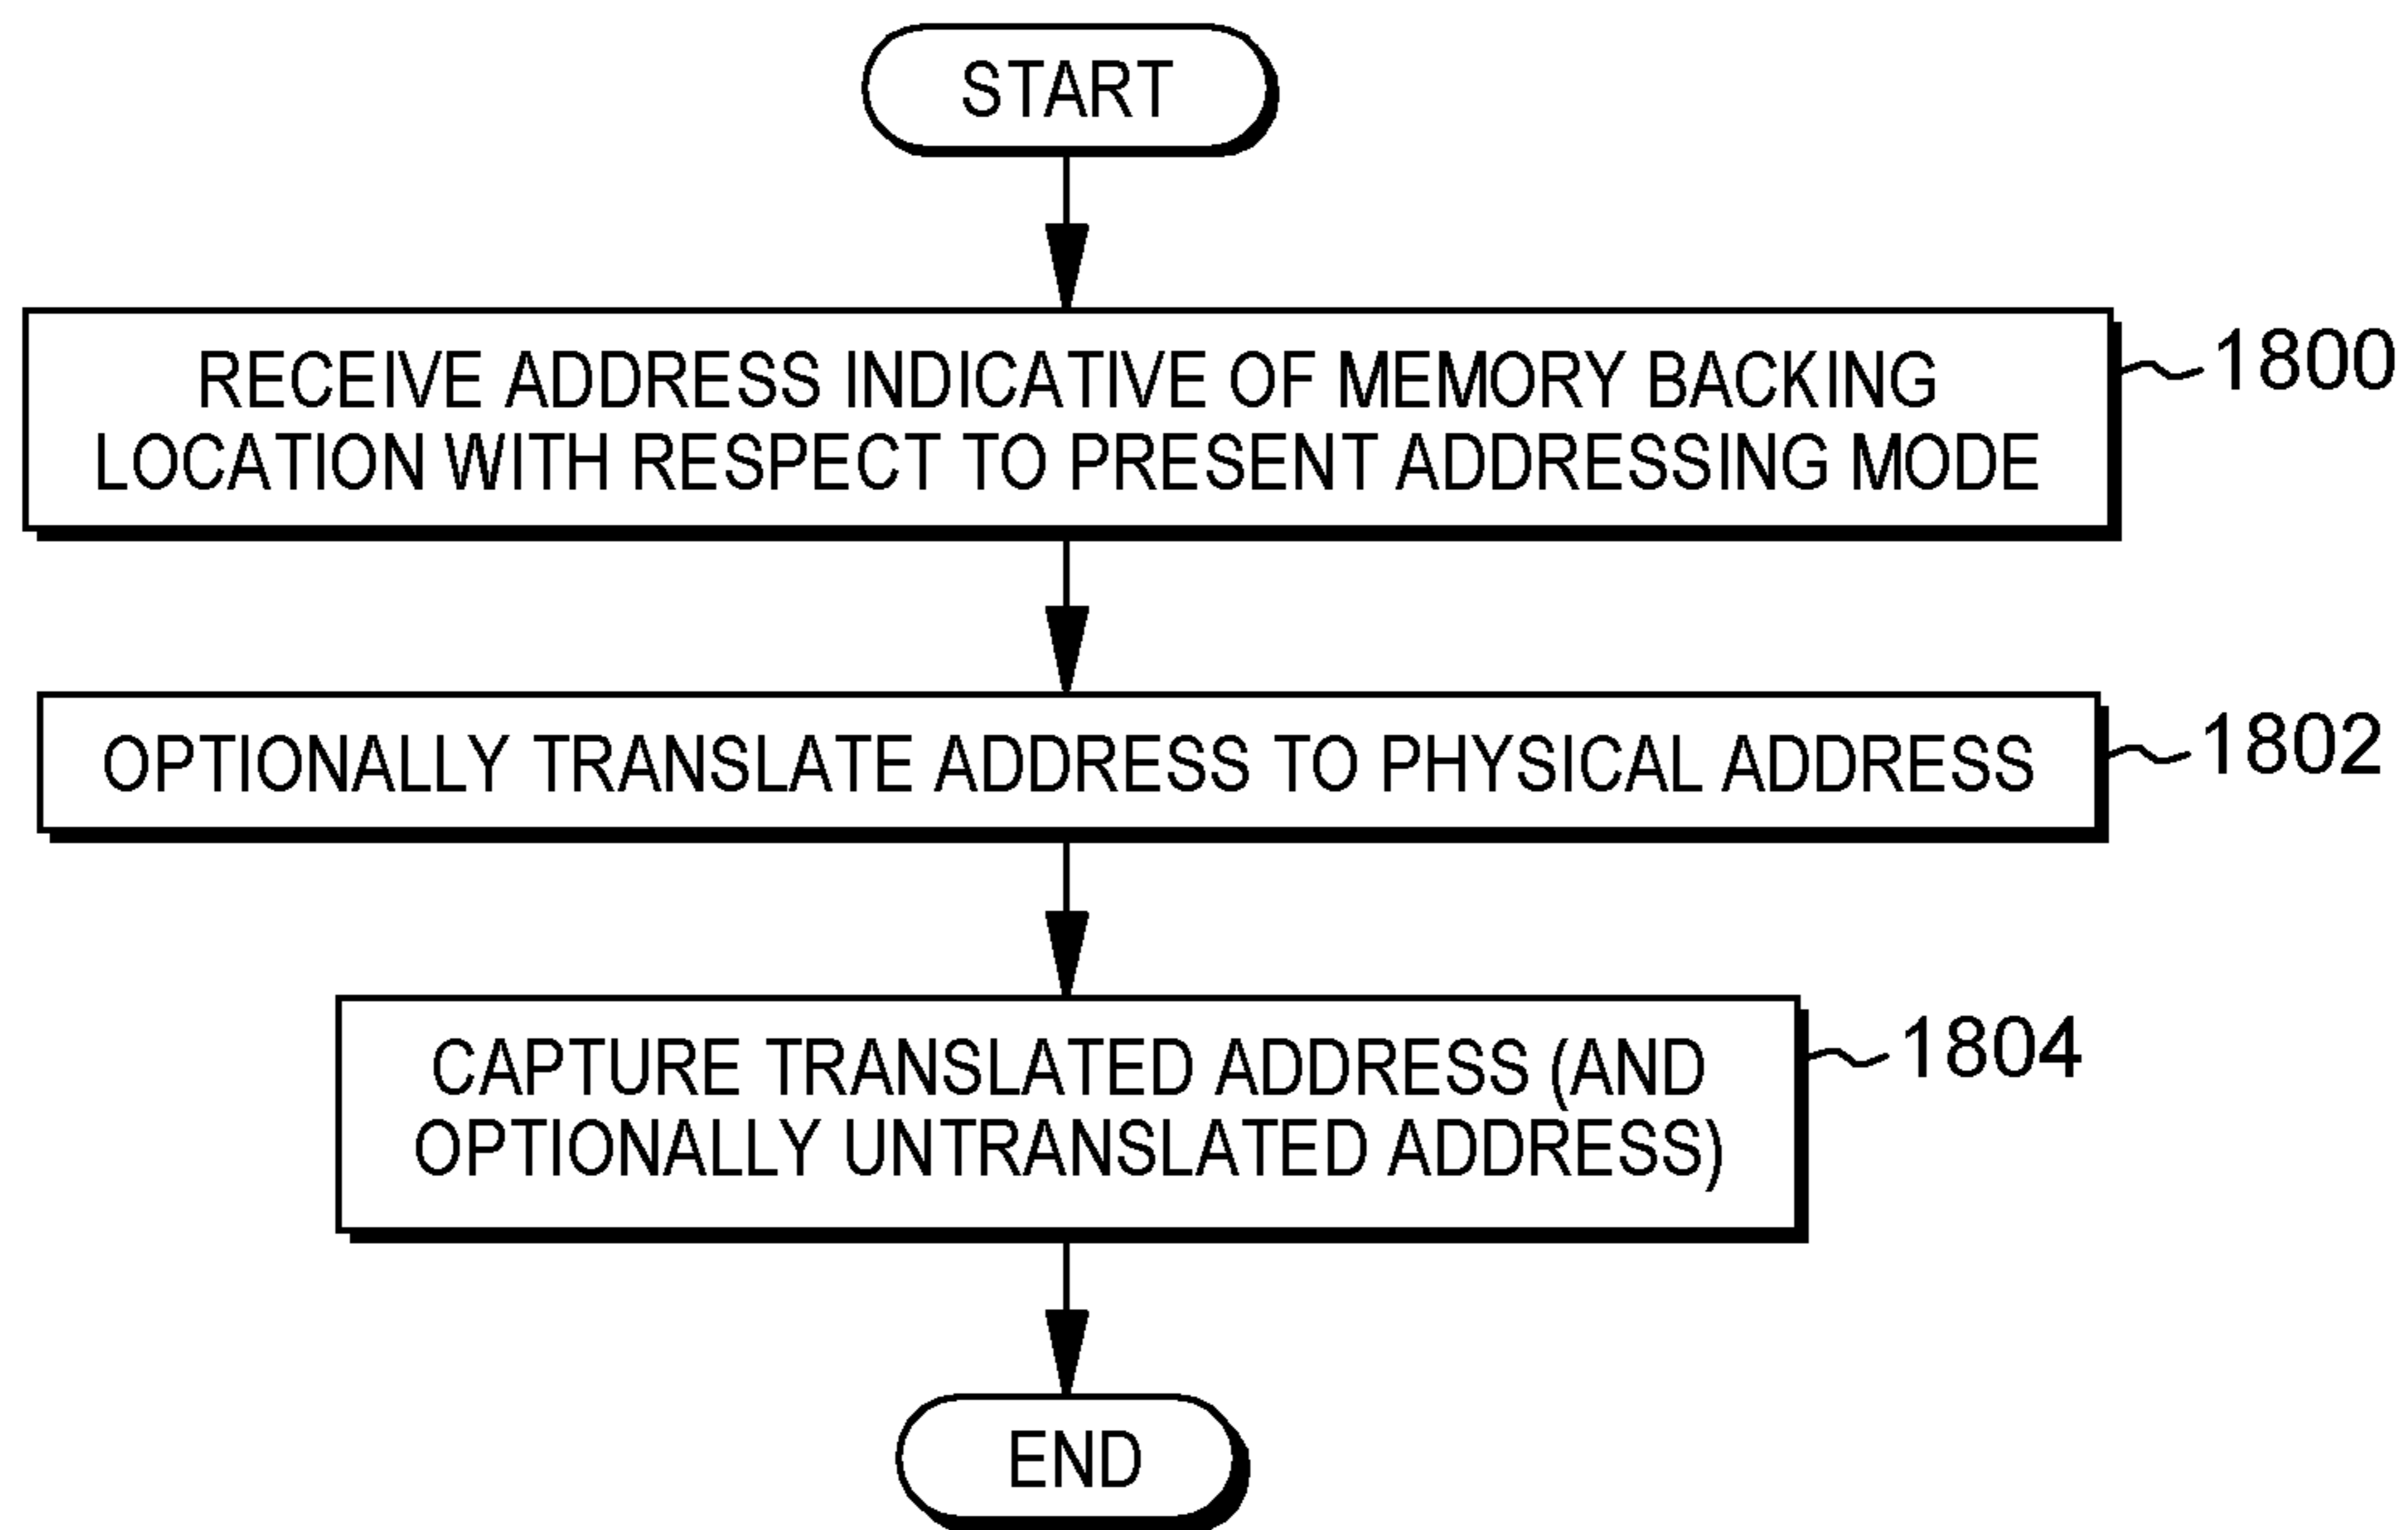 START
RECEIVE ADDRESS INDICATIVE OF MEMORY BACKING
LOCATION WITH RESPECT TO PRESENT ADDRESSING MODE
1800
OPTIONALLY TRANSLATE ADDRESS TO PHYSICAL ADDRESS
1802
CAPTURE TRANSLATED ADDRESS (AND
OPTIONALLY UNTRANSLATED ADDRESS)
1804
END